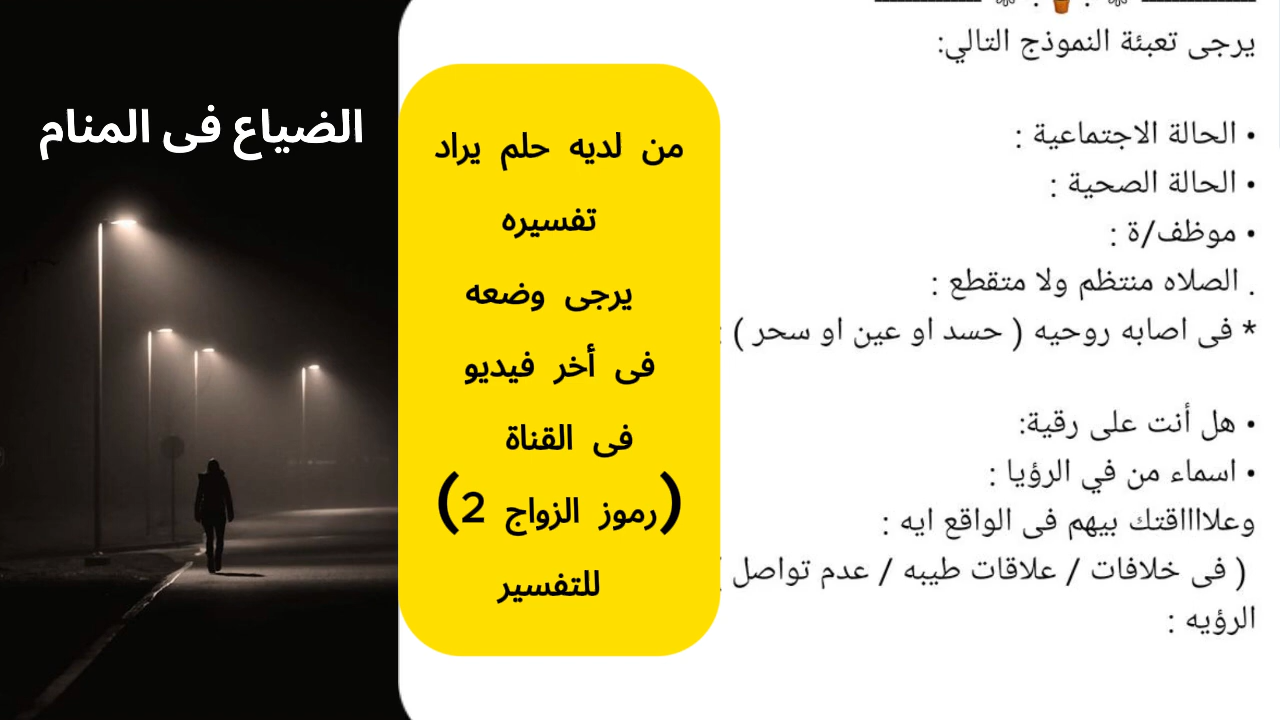 الضياع فى المنام
من لديه حلم يراد
تفسيره
يرجى وضعه
فى أخر فيديو
فى القناة
(رموز الزواج 2)
للتفسير
يرجى تعبئة النموذج التالي:
• الحالة الاجتماعية :
• الحالة الصحية :
• موظف/ة :
. الصلاه منتظم ولا متقطع :
* فى اصابه روحيه ( حسد او عين او سحر ) :
• هل أنت على رقية:
• اسماء من في الرؤيا :
وعلااااقتك بيهم فى الواقع ايه :
( فى خلافات / علاقات طيبه / عدم تواصل )
الرؤيه :